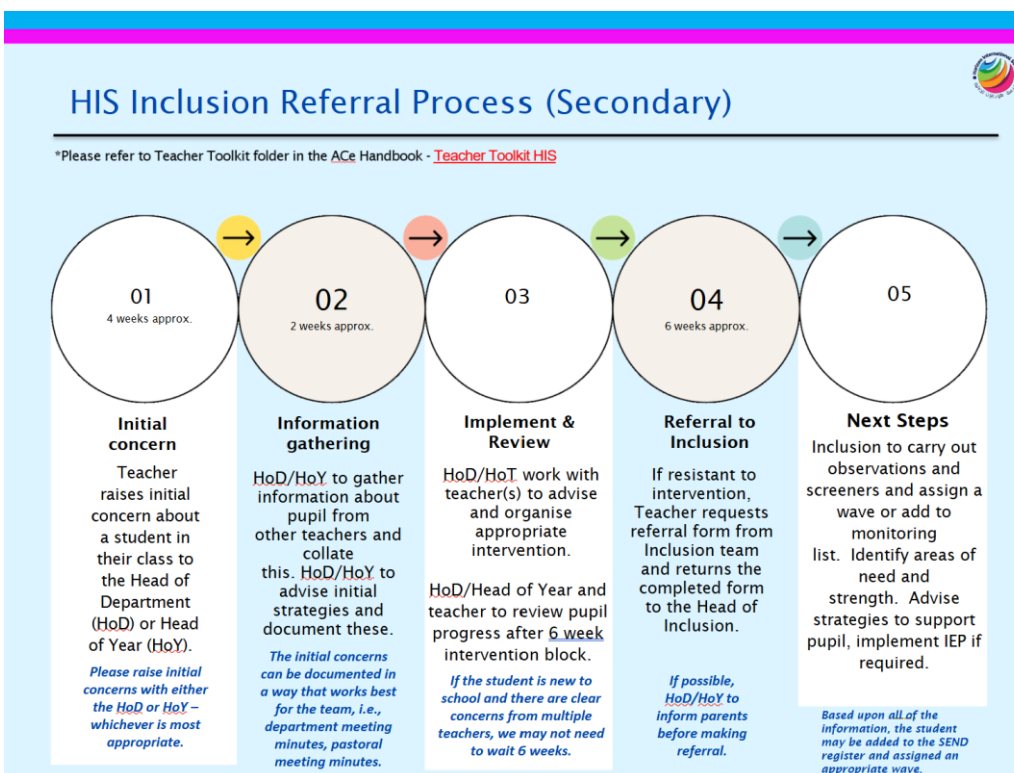 HIS Inclusion Referral Process (Secondary)
*Please refer to Teacher Toolkit folder in the ACe Handbook - Teacher Toolkit HIS
01
4 weeks approx.
Initial
concern
Teacher
raises initial
concern about
a student in
their class to
the Head of
Department
(HoD) or Head
of Year (HoY).
Please raise initial
concerns with either
the HoD or HoY –
whichever is most
appropriate.
02
2 weeks approx.
Information
gathering
HoD/HoY to gather
information about
pupil from
other teachers and
collate
this. HoD/HoY to
advise initial
strategies and
document these.
The initial concerns
can be documented in
a way that works best
for the team, i.e.,
department meeting
minutes, pastoral
meeting minutes.
03
Implement &
Review
HoD/HoT work with
teacher(s) to advise
and organise
appropriate
intervention.
HoD/Head of Year and
teacher to review pupil
progress after 6 week
intervention block.
If the student is new to
school and there are clear
concerns from multiple
teachers, we may not need
to wait 6 weeks.
04
6 weeks approx.
Referral to
Inclusion
If resistant to
intervention,
Teacher requests
referral form from
Inclusion team
and returns the
completed form
to the Head of
Inclusion.
If possible,
HoD/HoY to
inform parents
before making
referral.
05
Next Steps
Inclusion to carry out
observations and
screeners and assign a
wave or add to
monitoring
list. Identify areas of
need and
strength. Advise
strategies to support
pupil, implement IEP if
required.
Based upon all of the
information, the student
may be added to the SEND
register and assigned an
appropriate wave.